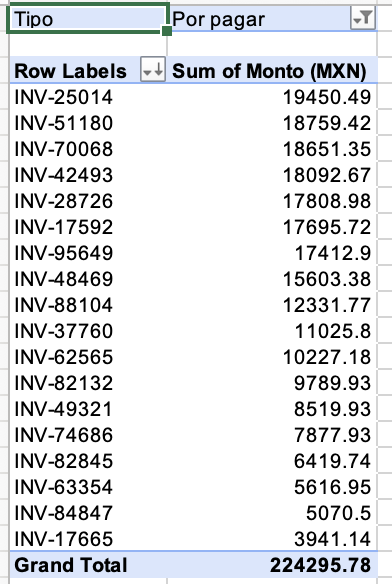 Tipo Por pagar
Row Labels Sum of Monto (MXN)
INV-25014 19450.49
INV-51180 18759.42
INV-70068 18651.35
INV-42493 18092.67
INV-28726 17808.98
INV-17592 17695.72
INV-95649 17412.9
INV-48469 15603.38
INV-88104 12331.77
INV-37760 11025.8
INV-62565 10227.18
INV-82132 9789.93
INV-49321 8519.93
INV-74686 7877.93
INV-82845 6419.74
INV-63354 5616.95
INV-84847 5070.5
INV-17665 3941.14
Grand Total 224295.78